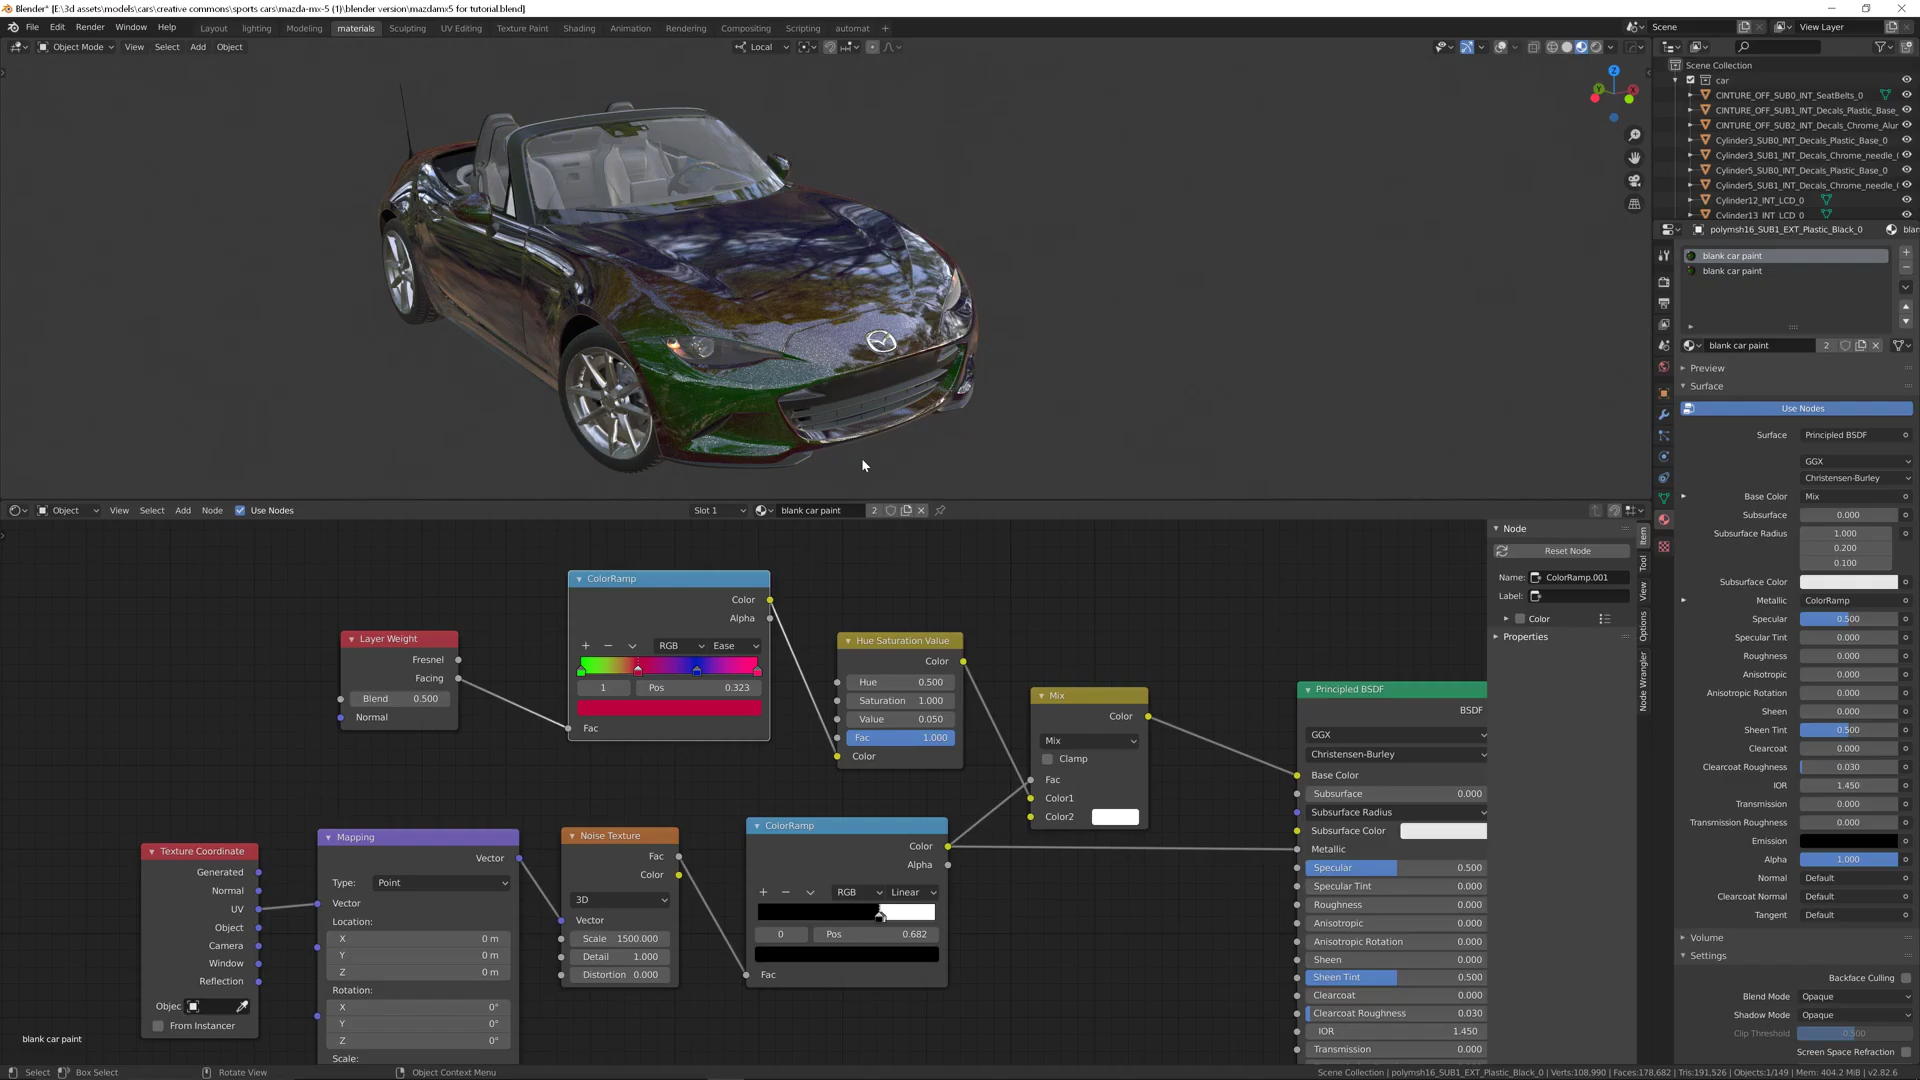 Blender* [E:\3d assets\models\cars\creative commons\sports cars\mazda-mx-5 (1)\blender version\mazdamx5 for tutorial.blend]
File Edit Render Window Help Layout lighting Modeling materials Sculpting UV Editing Texture Paint Shading Animation Rendering Compositing Scripting automat + Scene View Layer
Object Mode View Select Add Object Local
Scene Collection
car
CINTURE_OFF_SUB0_INT_SeatBelts_0
CINTURE_OFF_SUB1_INT_Decals_Plastic_Base_
CINTURE_OFF_SUB2_INT_Decals_Chrome_Alur
Cylinder3_SUB0_INT_Decals_Plastic_Base_0
Cylinder3_SUB1_INT_Decals_Chrome_needle_(
Cylinder5_SUB0_INT_Decals_Plastic_Base_0
Cylinder5_SUB1_INT_Decals_Chrome_needle_(
Cylinder12_INT_LCD_0
Cylinder13_INT_LCD_0
polymsh16_SUB1_EXT_Plastic_Black_0 blan
blank car paint
blank car paint
blank car paint 2
Preview
Surface
Use Nodes
Surface Principled BSDF
GGX
Christensen-Burley
Base Color Mix
Subsurface 0.000
Subsurface Radius 1.000
0.200
0.100
Subsurface Color
Metallic ColorRamp
Specular 0.500
Specular Tint 0.000
Roughness 0.000
Anisotropic 0.000
Anisotropic Rotation 0.000
Sheen 0.000
Sheen Tint 0.500
Clearcoat 0.000
Clearcoat Roughness 0.030
IOR 1.450
Transmission 0.000
Transmission Roughness 0.000
Emission
Alpha 1.000
Normal Default
Clearcoat Normal Default
Tangent Default
Volume
Settings
Backface Culling
Blend Mode Opaque
Shadow Mode Opaque
Clip Threshold 0.500
Screen Space Refraction
Object View Select Add Node Use Nodes Slot 1 blank car paint 2
Layer Weight
Fresnel
Facing
Blend 0.500
Normal
ColorRamp
Color
Alpha
+ − RGB Ease
1 Pos 0.323
Fac
Hue Saturation Value
Color
Hue 0.500
Saturation 1.000
Value 0.050
Fac 1.000
Color
Mix
Color
Mix
Clamp
Fac
Color1
Color2
Principled BSDF
BSDF
GGX
Christensen-Burley
Base Color
Subsurface 0.000
Subsurface Radius
Subsurface Color
Metallic
Specular 0.500
Specular Tint 0.000
Roughness 0.000
Anisotropic 0.000
Anisotropic Rotation 0.000
Sheen 0.000
Sheen Tint 0.500
Clearcoat 0.000
Clearcoat Roughness 0.030
IOR 1.450
Transmission 0.000
Node
Reset Node
Name: ColorRamp.001
Label:
Color
Properties
Item
Tool
View
Options
Node Wrangler
Texture Coordinate
Generated
Normal
UV
Object
Camera
Window
Reflection
Objec
From Instancer
Mapping
Vector
Type: Point
Vector
Location:
X 0 m
Y 0 m
Z 0 m
Rotation:
X 0°
Y 0°
Z 0°
Scale:
Noise Texture
Fac
Color
3D
Vector
Scale 1500.000
Detail 1.000
Distortion 0.000
ColorRamp
Color
Alpha
+ − RGB Linear
0 Pos 0.682
Fac
blank car paint
Select Box Select Rotate View Object Context Menu Scene Collection | polymsh16_SUB1_EXT_Plastic_Black_0 | Verts:108,990 | Faces:178,682 | Tris:191,526 | Objects:1/149 | Mem: 404.2 MiB | v2.82.6